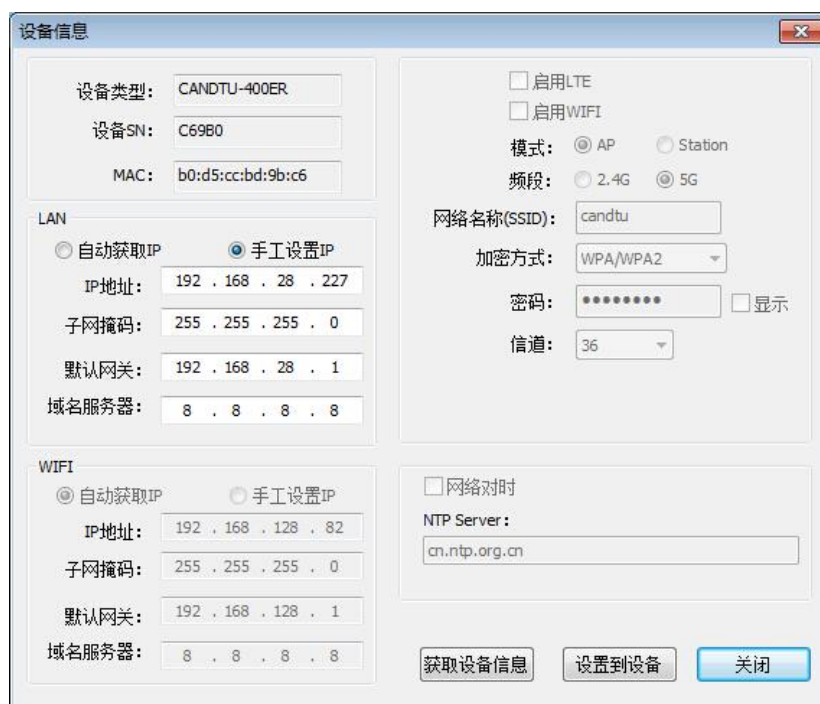 设备信息
设备类型： CANDTU-400ER
设备SN： C69B0
MAC： b0:d5:cc:bd:9b:c6
LAN
自动获取IP 手工设置IP
IP地址： 192 . 168 . 28 . 227
子网掩码： 255 . 255 . 255 . 0
默认网关： 192 . 168 . 28 . 1
域名服务器： 8 . 8 . 8 . 8
WIFI
自动获取IP 手工设置IP
IP地址： 192 . 168 . 128 . 82
子网掩码： 255 . 255 . 255 . 0
默认网关： 192 . 168 . 128 . 1
域名服务器： 8 . 8 . 8 . 8
启用LTE
启用WIFI
模式： AP Station
频段： 2.4G 5G
网络名称(SSID)： candtu
加密方式： WPA/WPA2
密码： ●●●●●●●● 显示
信道： 36
网络对时
NTP Server：
cn.ntp.org.cn
获取设备信息 设置到设备 关闭